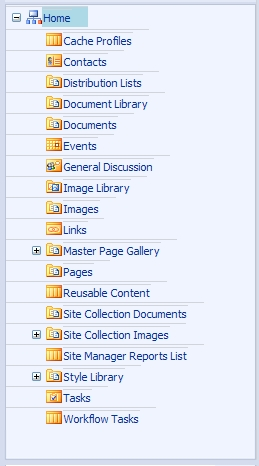 Home
Cache Profiles
Contacts
Distribution Lists
Document Library
Documents
Events
General Discussion
Image Library
Images
Links
Master Page Gallery
Pages
Reusable Content
Site Collection Documents
Site Collection Images
Site Manager Reports List
Style Library
Tasks
Workflow Tasks